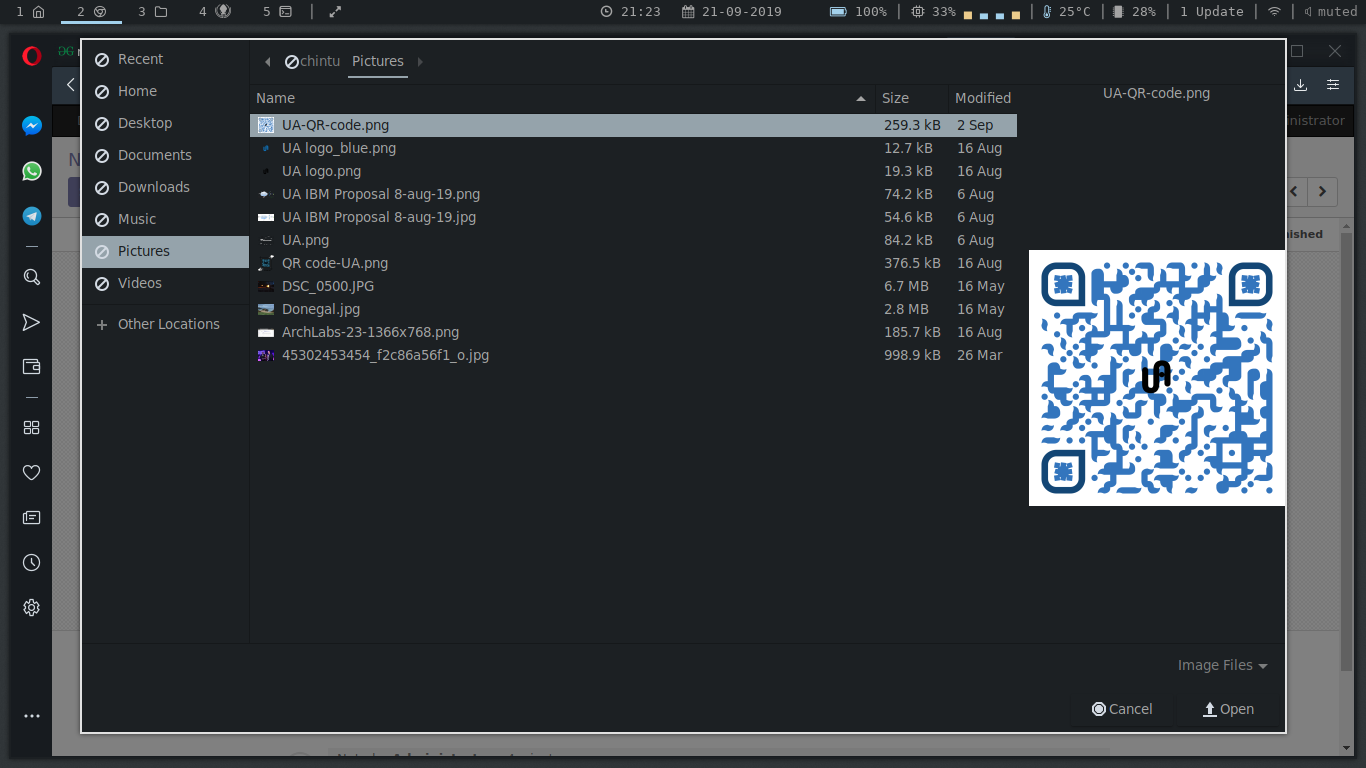 1 2 3 4 5 21:23 21-09-2019 100% 33% 25°C 28% 1 Update muted
Recent
Home
Desktop
Documents
Downloads
Music
Pictures
Videos
Other Locations
chintu Pictures
Name Size Modified
UA-QR-code.png 259.3 kB 2 Sep
UA logo_blue.png 12.7 kB 16 Aug
UA logo.png 19.3 kB 16 Aug
UA IBM Proposal 8-aug-19.png 74.2 kB 6 Aug
UA IBM Proposal 8-aug-19.jpg 54.6 kB 6 Aug
UA.png 84.2 kB 6 Aug
QR code-UA.png 376.5 kB 16 Aug
DSC_0500.JPG 6.7 MB 16 May
Donegal.jpg 2.8 MB 16 May
ArchLabs-23-1366x768.png 185.7 kB 16 Aug
45302453454_f2c86a56f1_o.jpg 998.9 kB 26 Mar
UA-QR-code.png
UA
inistrator
ished
Image Files
Cancel Open